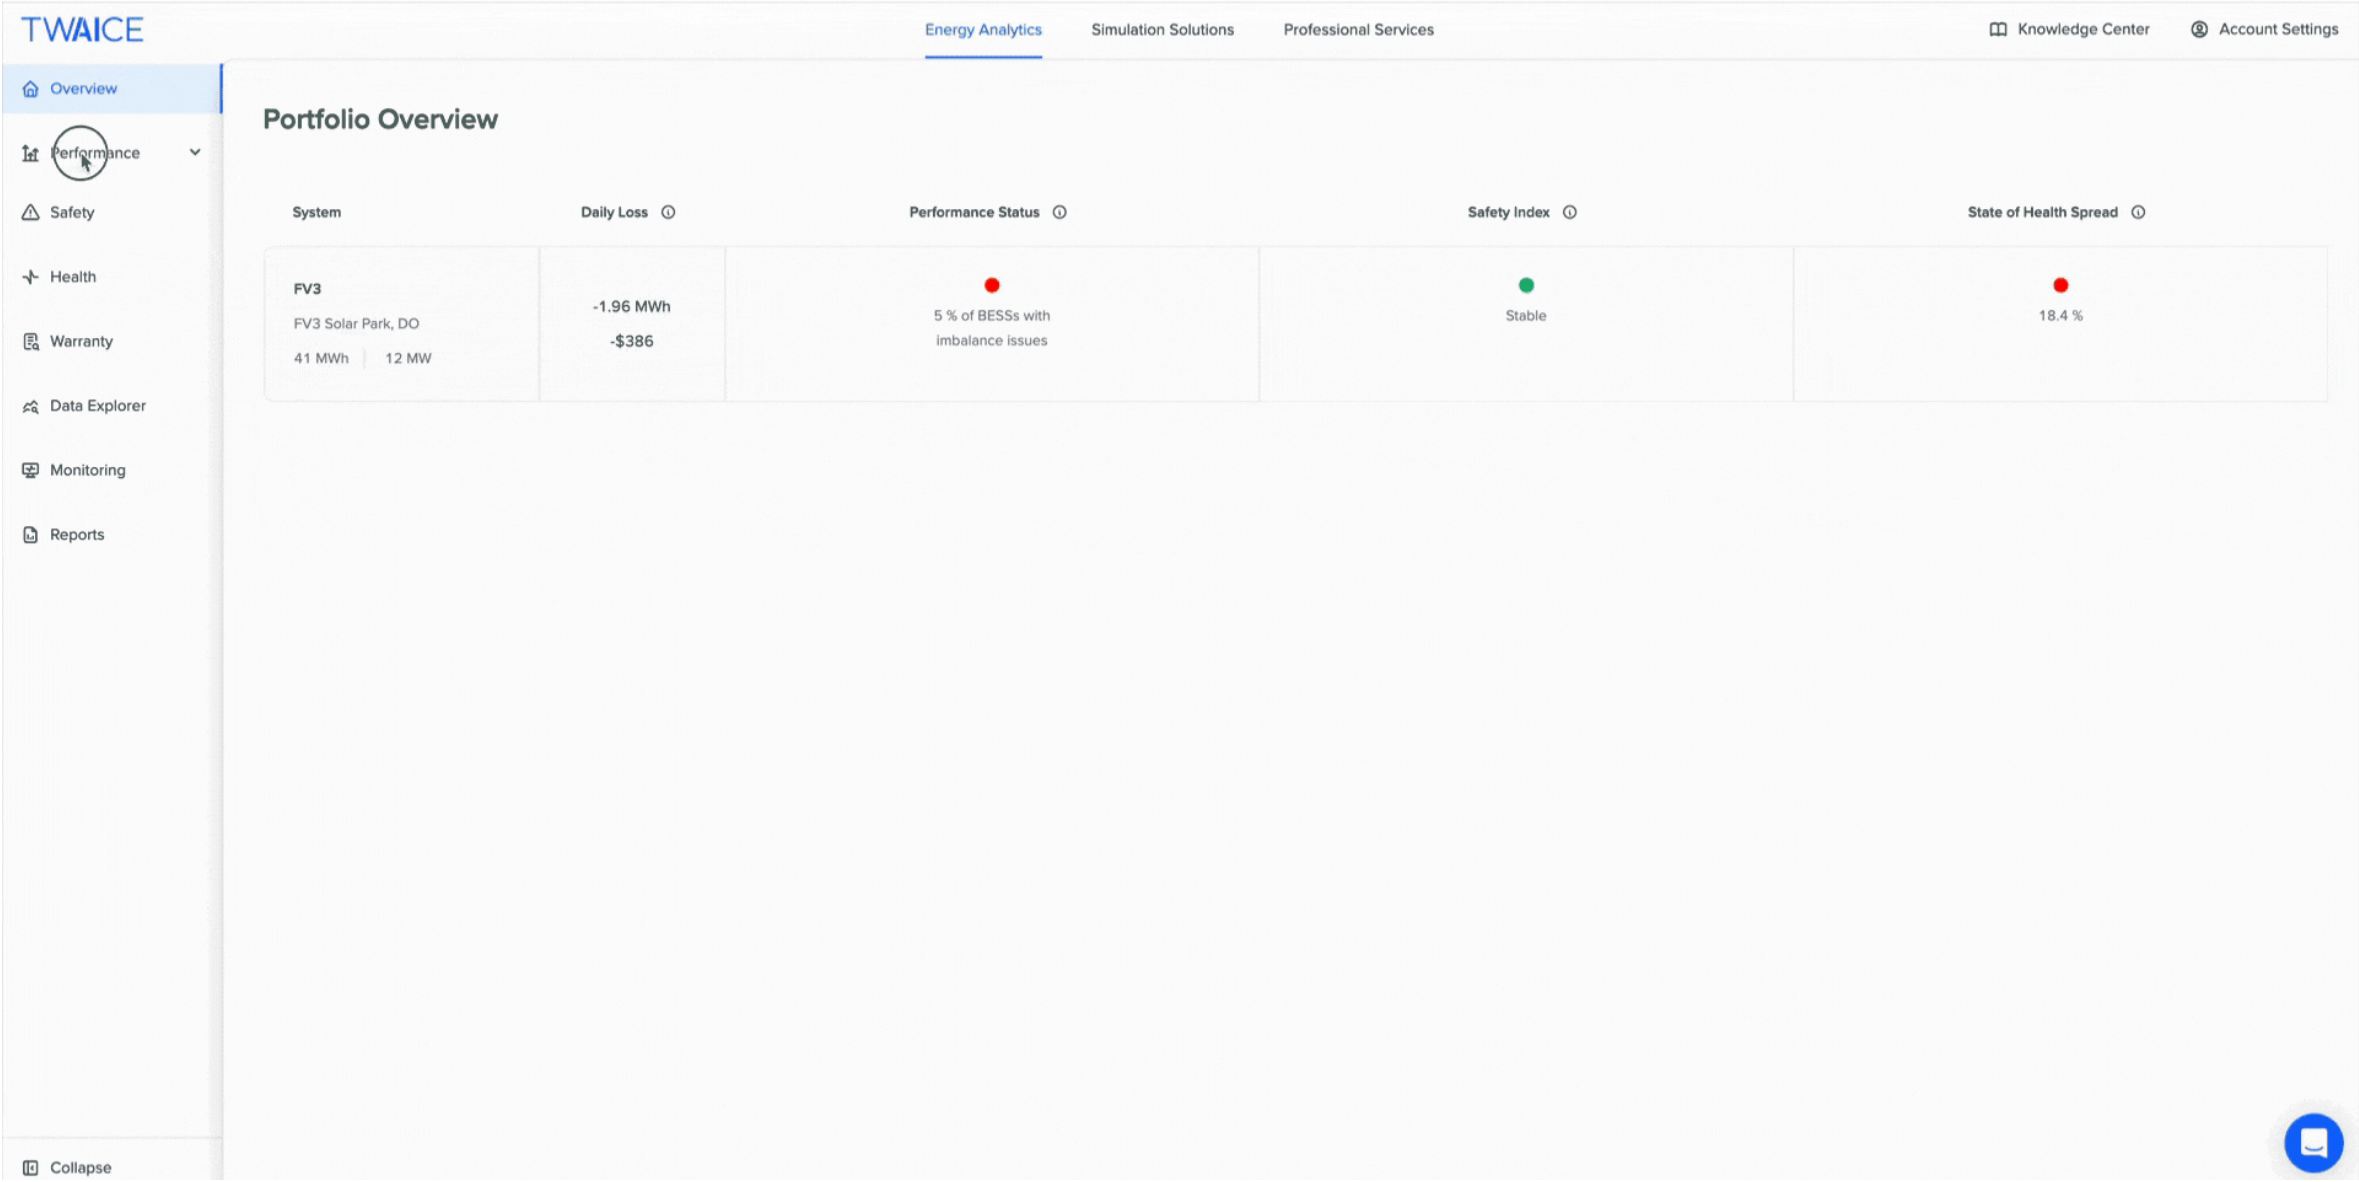 TWAICE
Energy Analytics
Simulation Solutions
Professional Services
Knowledge Center
Account Settings
Overview
Performance
Safety
Health
Warranty
Data Explorer
Monitoring
Reports
Collapse
Portfolio Overview
System
Daily Loss
Performance Status
Safety Index
State of Health Spread
FV3
FV3 Solar Park, DO
41 MWh
12 MW
-1.96 MWh
-$386
5 % of BESSs with
imbalance issues
Stable
18.4 %